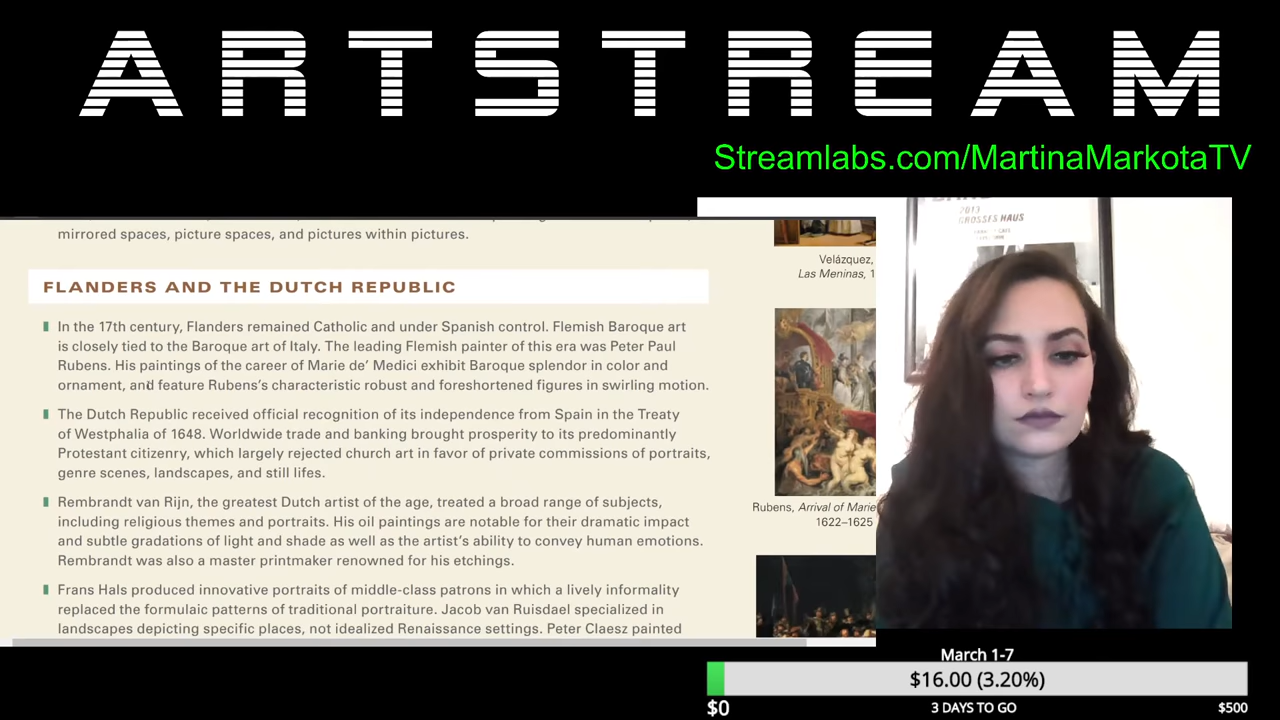 ARTSTREAM
Streamlabs.com/MartinaMarkotaTV
2013
GROSSES HAUS
mirrored spaces, picture spaces, and pictures within pictures.
Velázquez,
Las Meninas, 1
FLANDERS AND THE DUTCH REPUBLIC
In the 17th century, Flanders remained Catholic and under Spanish control. Flemish Baroque art
is closely tied to the Baroque art of Italy. The leading Flemish painter of this era was Peter Paul
Rubens. His paintings of the career of Marie de’ Medici exhibit Baroque splendor in color and
ornament, and feature Rubens’s characteristic robust and foreshortened figures in swirling motion.
The Dutch Republic received official recognition of its independence from Spain in the Treaty
of Westphalia of 1648. Worldwide trade and banking brought prosperity to its predominantly
Protestant citizenry, which largely rejected church art in favor of private commissions of portraits,
genre scenes, landscapes, and still lifes.
Rembrandt van Rijn, the greatest Dutch artist of the age, treated a broad range of subjects,
including religious themes and portraits. His oil paintings are notable for their dramatic impact
and subtle gradations of light and shade as well as the artist’s ability to convey human emotions.
Rembrandt was also a master printmaker renowned for his etchings.
Frans Hals produced innovative portraits of middle-class patrons in which a lively informality
replaced the formulaic patterns of traditional portraiture. Jacob van Ruisdael specialized in
landscapes depicting specific places, not idealized Renaissance settings. Peter Claesz painted
Rubens, Arrival of Marie
1622–1625
March 1-7
$16.00 (3.20%)
$0
3 DAYS TO GO
$500